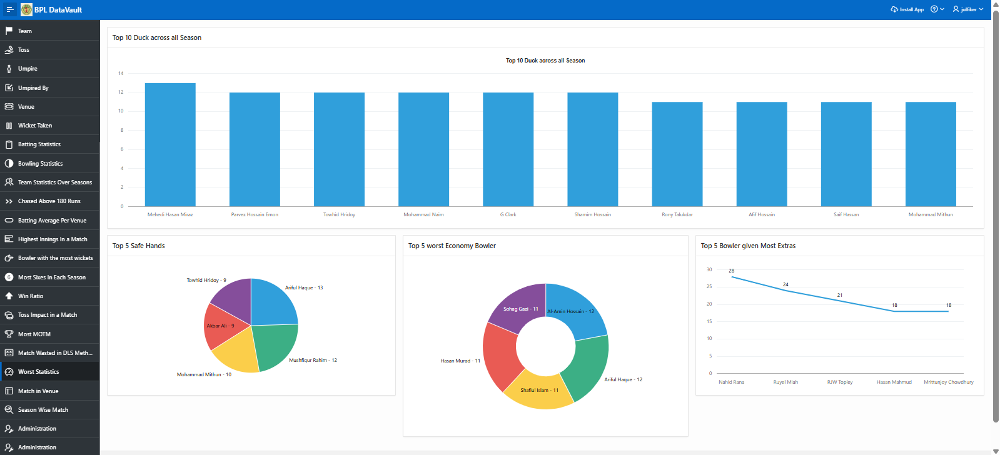 BPL DataVault
Install App
julfiker
Team
Toss
Umpire
Umpired By
Venue
Wicket Taken
Batting Statistics
Bowling Statistics
Team Statistics Over Seasons
Chased Above 180 Runs
Batting Average Per Venue
Highest Innings In a Match
Bowler with the most wickets
Most Sixes In Each Season
Win Ratio
Toss Impact in a Match
Most MOTM
Match Wasted in DLS Meth...
Worst Statistics
Match in Venue
Season Wise Match
Administration
Administration
Top 10 Duck across all Season
Top 10 Duck across all Season
14
12
10
8
6
4
2
0
Mehedi Hasan Miraz
Parvez Hossain Emon
Towhid Hridoy
Mohammad Naim
G Clark
Shamim Hossain
Rony Talukdar
Afif Hossain
Saif Hassan
Mohammad Mithun
Top 5 Safe Hands
Towhid Hridoy - 9
Ariful Haque - 13
Akbar Ali - 9
Mushfiqur Rahim - 12
Mohammad Mithun - 10
Top 5 worst Economy Bowler
Sohag Gazi - 11
Al-Amin Hossain - 12
Hasan Murad - 11
Ariful Haque - 12
Shafiul Islam - 11
Top 5 Bowler given Most Extras
30
25
20
15
10
5
0
28
24
21
18
18
Nahid Rana
Ruyel Miah
RJW Topley
Hasan Mahmud
Mrittunjoy Chowdhury